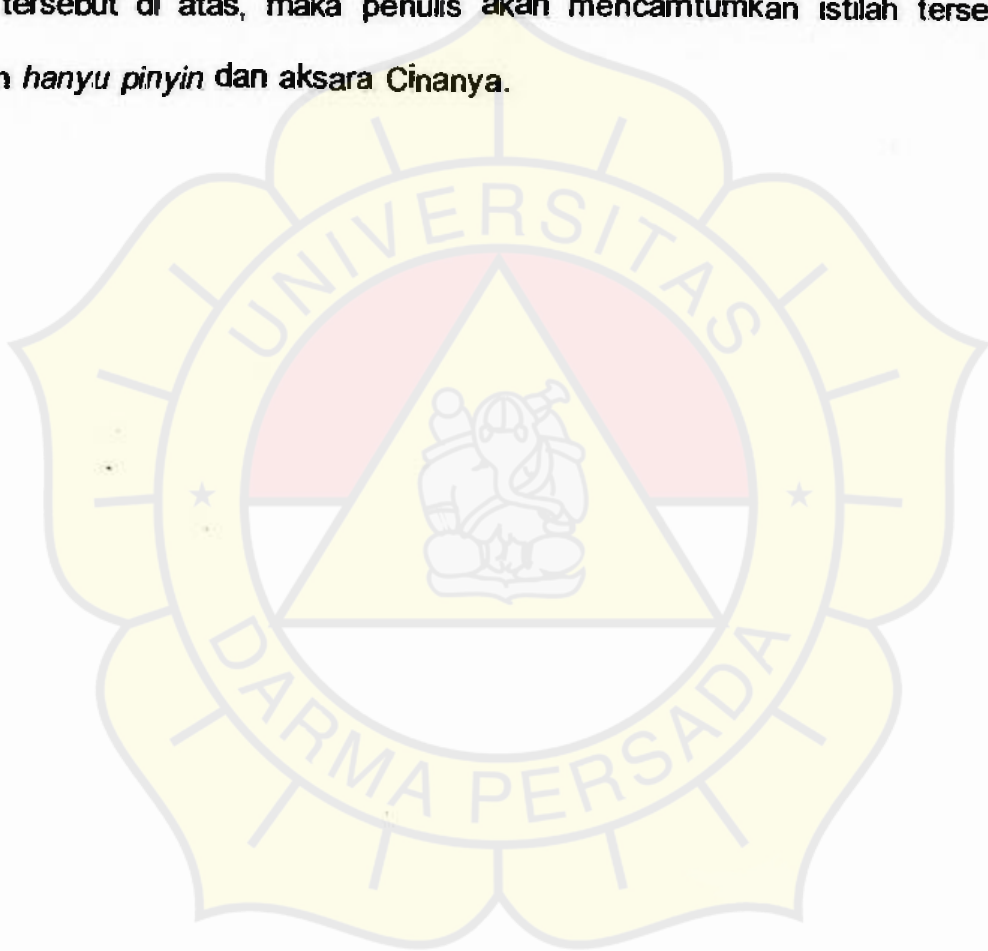 tersebut di atas, maka penulis akan mencamtumkan istilah terse
n hanyu pinyin dan aksara Cinanya.
UNIVERSITAS
DARMA PERSADA